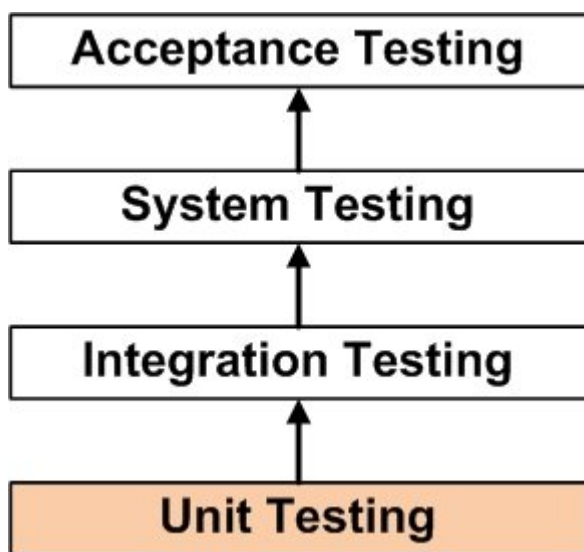 Acceptance Testing
System Testing
Integration Testing
Unit Testing